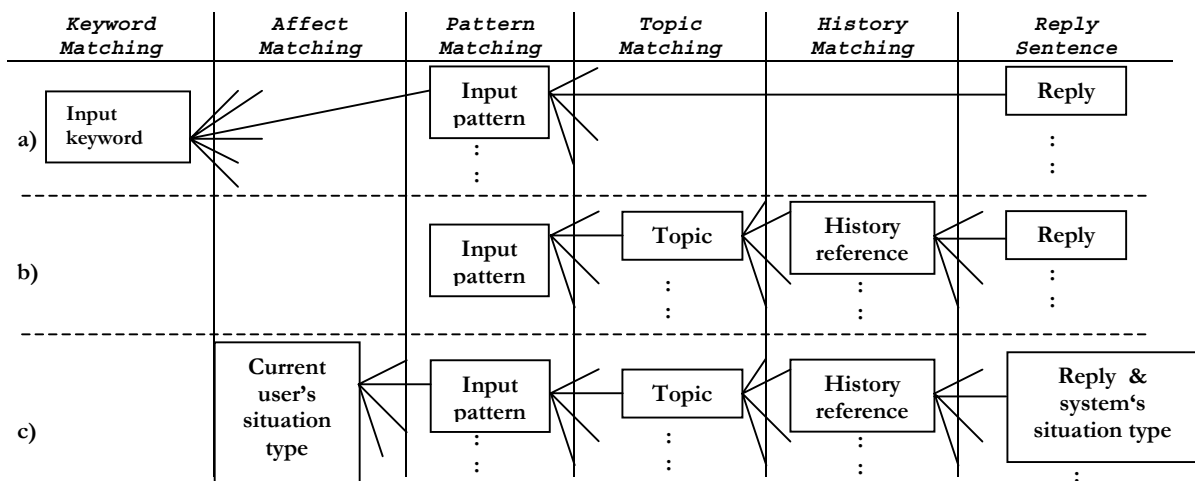 Keyword Matching
Affect Matching
Pattern Matching
Topic Matching
History Matching
Reply Sentence
a)
Input
keyword
Input
pattern
:
:
Reply
:
:
b)
Input
pattern
Topic
:
:
History
reference
:
:
Reply
:
:
c)
Current
user's
situation
type
Input
pattern
:
:
Topic
:
:
History
reference
:
:
Reply &
system‘s
situation type
: